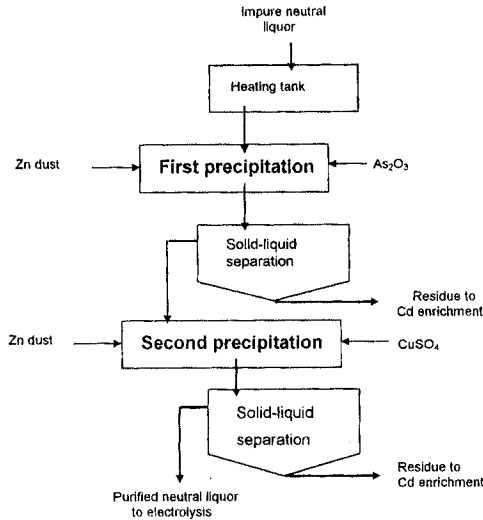 Impure neutral
liquor
Heating tank
Zn dust
First precipitation
As₂O₃
Solid-liquid
separation
Residue to
Cd enrichment
Zn dust
Second precipitation
CuSO₄
Solid-liquid
separation
Residue to
Cd enrichment
Purified neutral liquor
to electrolysis